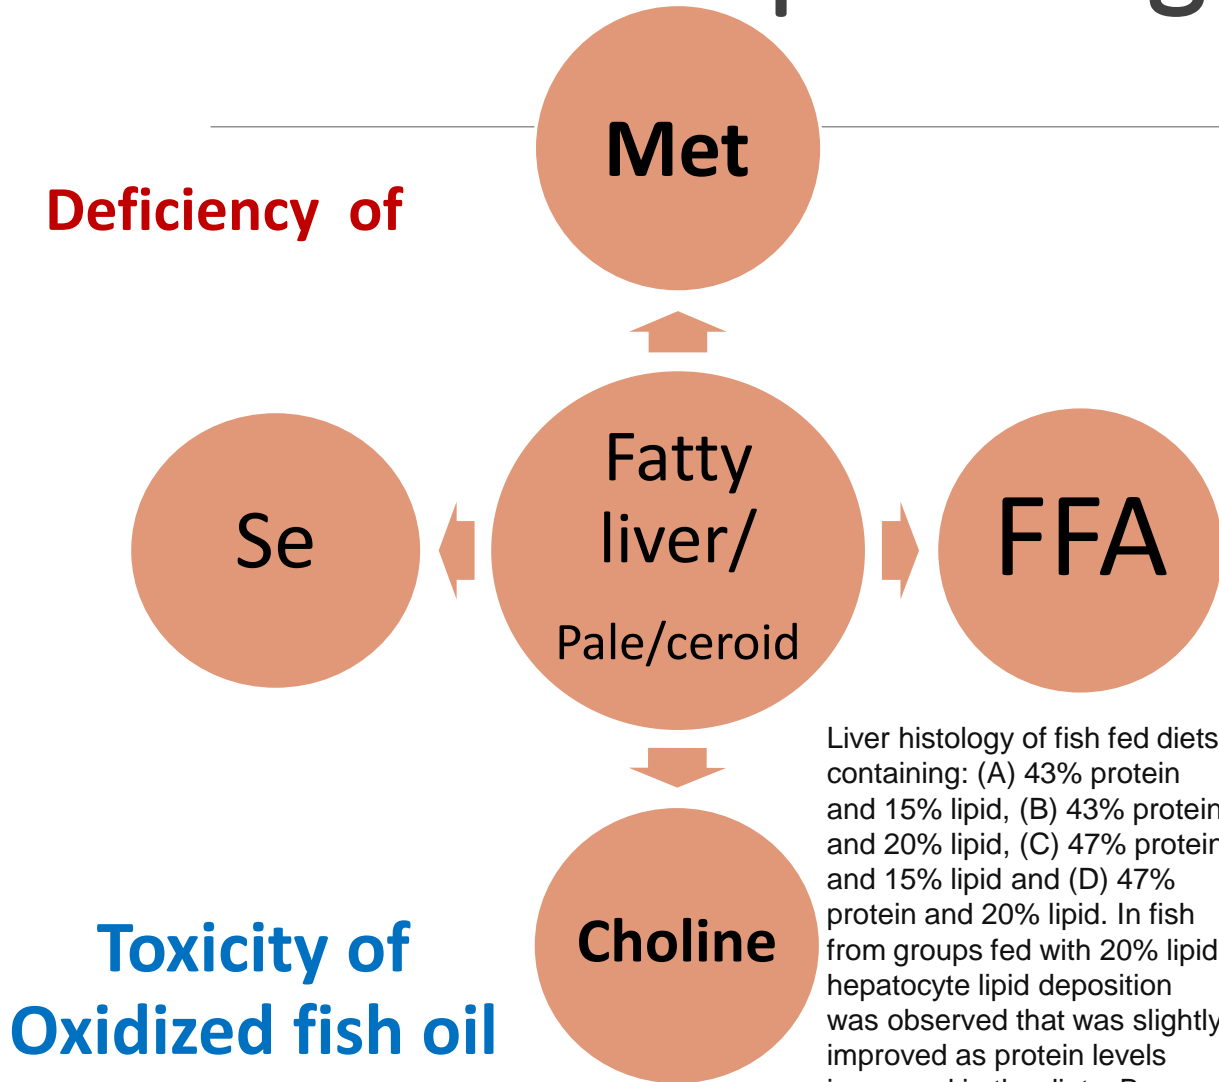 Met
Deficiency of
Fatty
liver/
Pale/ceroid
Se
FFA
Choline
Toxicity of
Oxidized fish oil
Liver histology of fish fed diets
containing: (A) 43% protein
and 15% lipid, (B) 43% protein
and 20% lipid, (C) 47% protein
and 15% lipid and (D) 47%
protein and 20% lipid. In fish
from groups fed with 20% lipid
hepatocyte lipid deposition
was observed that was slightly
improved as protein levels